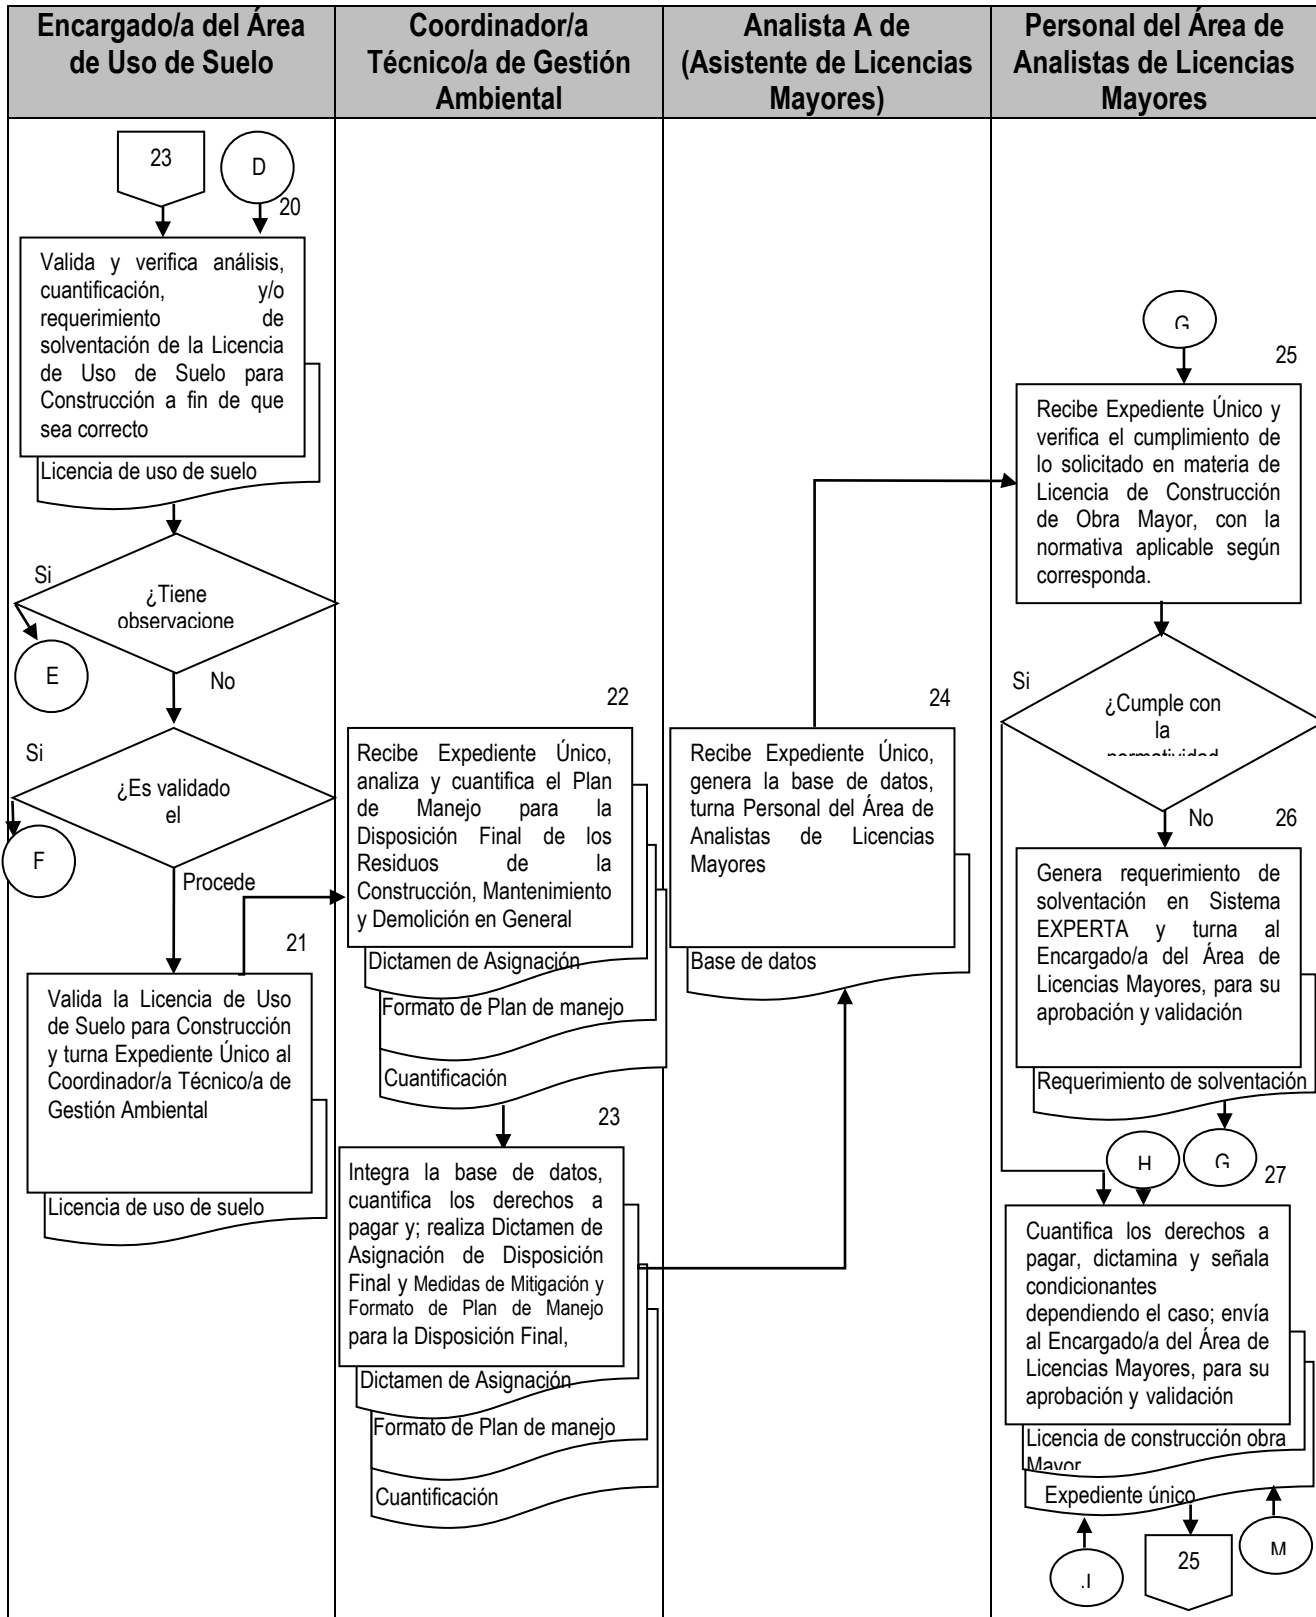 Encargado/a del Área
de Uso de Suelo
Coordinador/a
Técnico/a de Gestión
Ambiental
Analista A de
(Asistente de Licencias
Mayores)
Personal del Área de
Analistas de Licencias
Mayores
23
D
20
Valida y verifica análisis,
cuantificación, y/o
requerimiento de
solventación de la Licencia
de Uso de Suelo para
Construcción a fin de que
sea correcto
Licencia de uso de suelo
Si
¿Tiene
observacione
E
No
Si
¿Es validado
el
F
Procede
21
Valida la Licencia de Uso
de Suelo para Construcción
y turna Expediente Único al
Coordinador/a Técnico/a de
Gestión Ambiental
Licencia de uso de suelo
22
Recibe Expediente Único,
analiza y cuantifica el Plan
de Manejo para la
Disposición Final de los
Residuos de la
Construcción, Mantenimiento
y Demolición en General
Dictamen de Asignación
Formato de Plan de manejo
Cuantificación
23
Integra la base de datos,
cuantifica los derechos a
pagar y; realiza Dictamen de
Asignación de Disposición
Final y Medidas de Mitigación y
Formato de Plan de Manejo
para la Disposición Final,
Dictamen de Asignación
Formato de Plan de manejo
Cuantificación
24
Recibe Expediente Único,
genera la base de datos,
turna Personal del Área de
Analistas de Licencias
Mayores
Base de datos
G
25
Recibe Expediente Único y
verifica el cumplimiento de
lo solicitado en materia de
Licencia de Construcción
de Obra Mayor, con la
normativa aplicable según
corresponda.
Si
¿Cumple con
la
normatividad
No
26
Genera requerimiento de
solventación en Sistema
EXPERTA y turna al
Encargado/a del Área de
Licencias Mayores, para su
aprobación y validación
Requerimiento de solventación
H
G
27
Cuantifica los derechos a
pagar, dictamina y señala
condicionantes
dependiendo el caso; envía
al Encargado/a del Área de
Licencias Mayores, para su
aprobación y validación
Licencia de construcción obra
Mayor
Expediente único
J
25
M